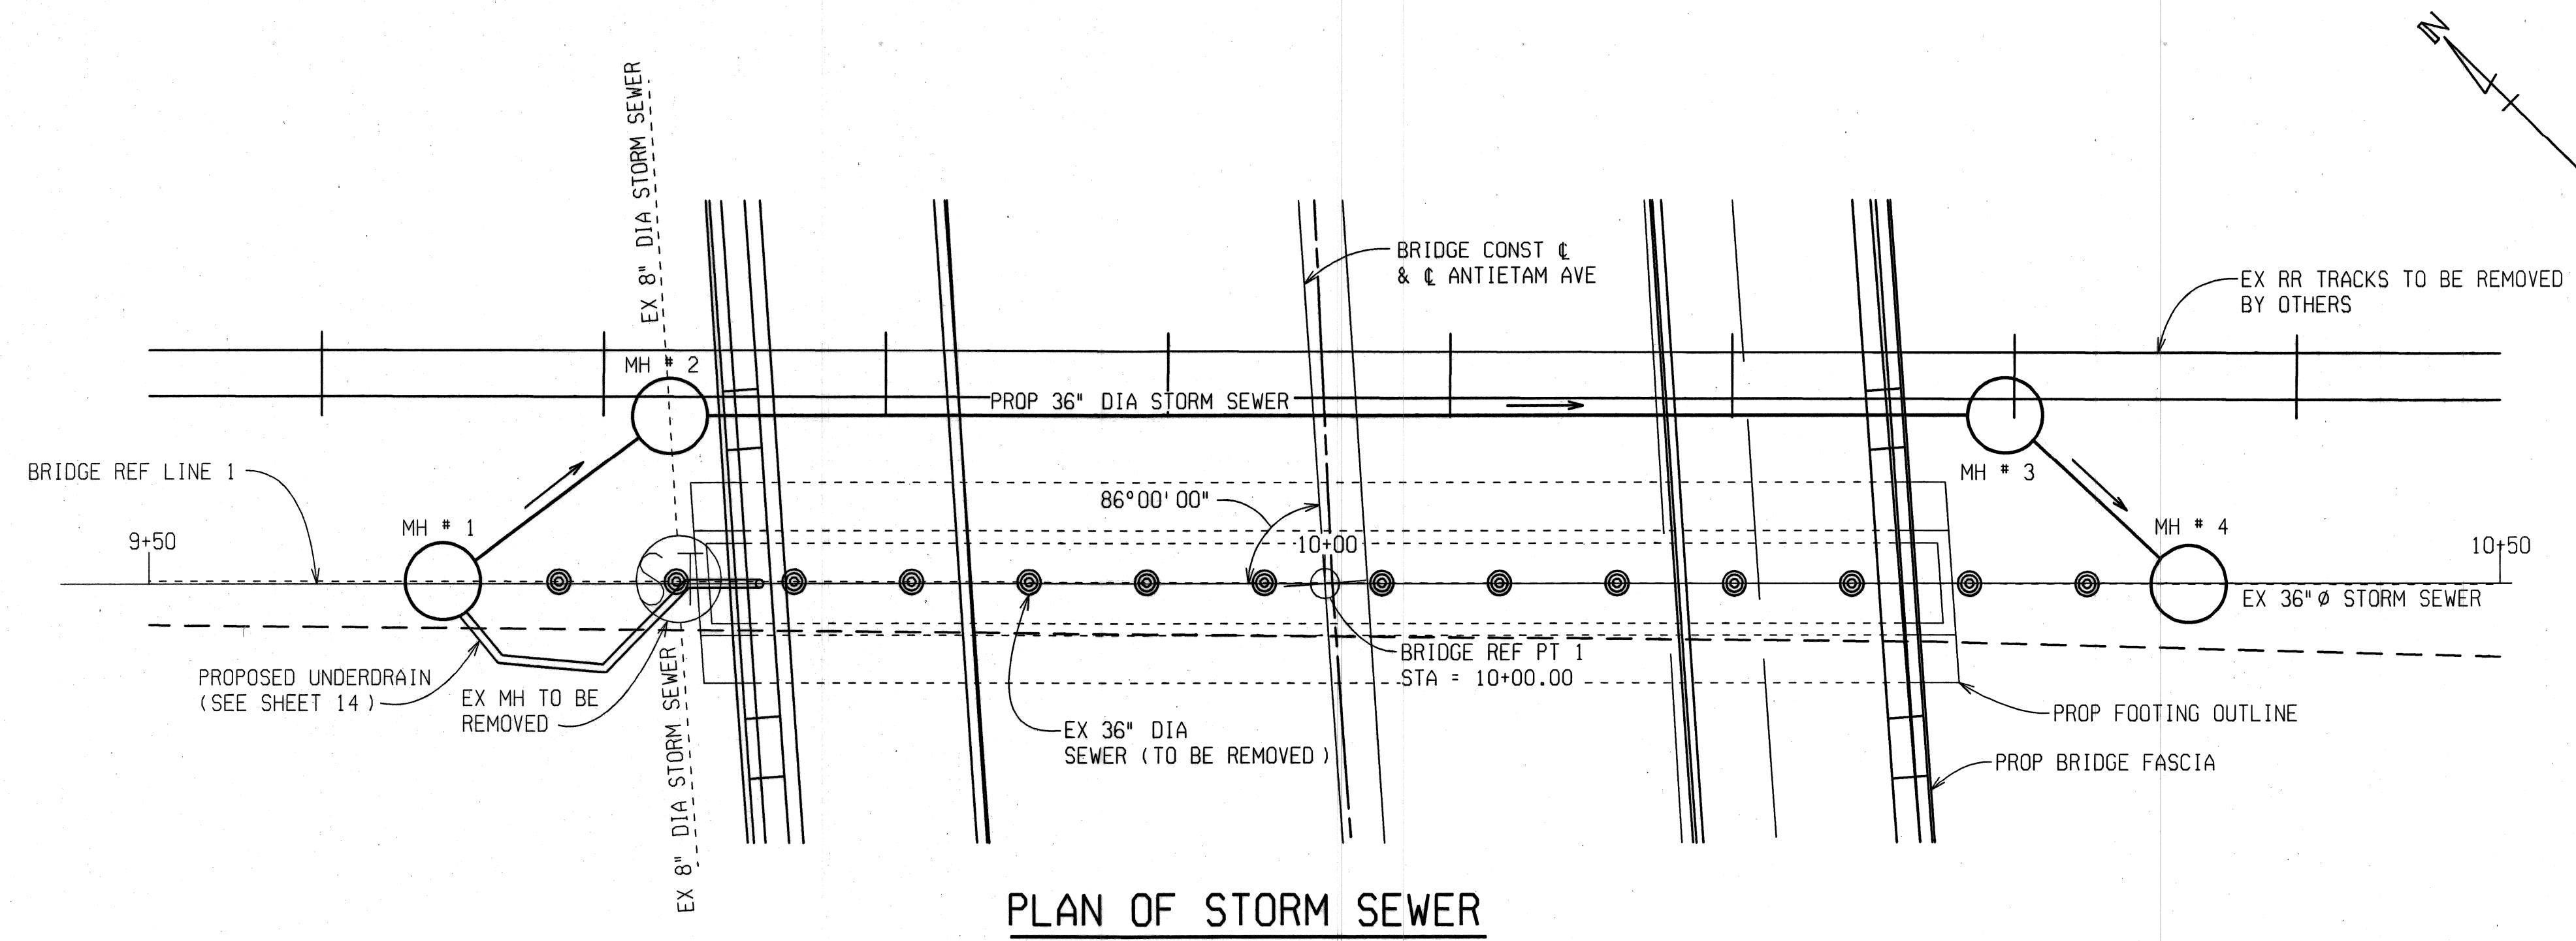 N
EX 8" DIA STORM SEWER
BRIDGE CONST ℄
& ℄ ANTIETAM AVE
EX RR TRACKS TO BE REMOVED
BY OTHERS
MH # 2
PROP 36" DIA STORM SEWER
BRIDGE REF LINE 1
MH # 3
86°00'00"
MH # 1
MH # 4
9+50
10+00
10+50
EX 36"Ø STORM SEWER
BRIDGE REF PT 1
STA = 10+00.00
PROPOSED UNDERDRAIN
(SEE SHEET 14)
EX MH TO BE
REMOVED
EX 8" DIA STORM SEWER
PROP FOOTING OUTLINE
EX 36" DIA
SEWER (TO BE REMOVED)
PROP BRIDGE FASCIA
PLAN OF STORM SEWER